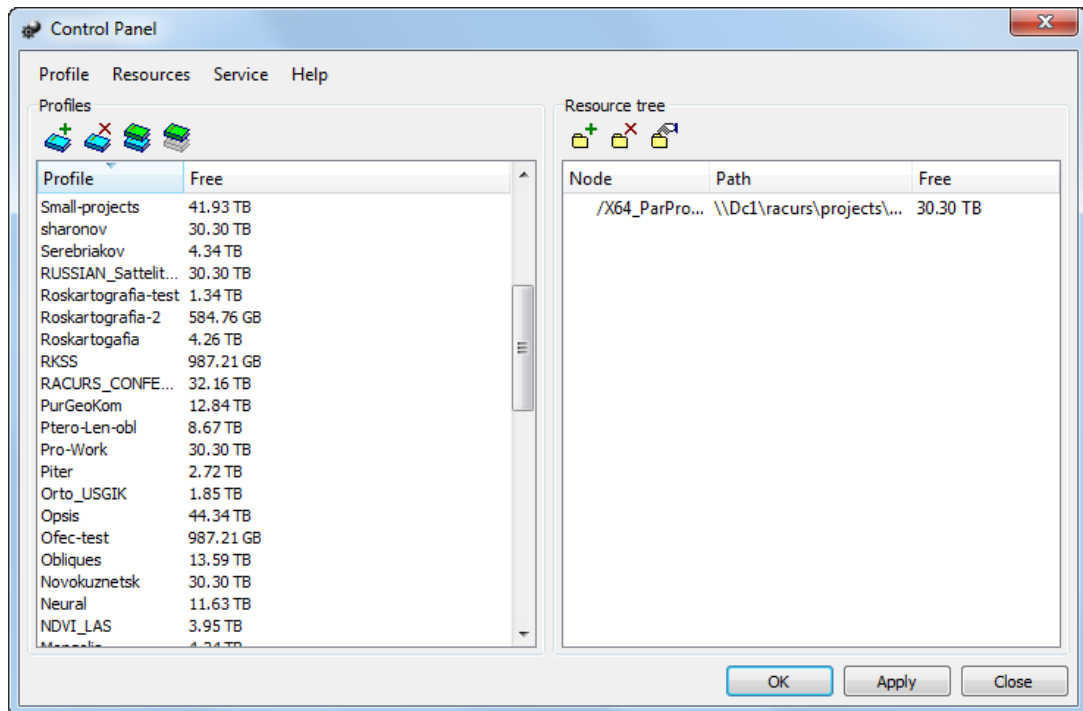 Control Panel
Profile Resources Service Help
Profiles
Profile Free
Small-projects 41.93 TB
sharonov 30.30 TB
Serebriakov 4.34 TB
RUSSIAN_Sattelit... 30.30 TB
Roskartografia-test 1.34 TB
Roskartografia-2 584.76 GB
Roskartogafia 4.26 TB
RKSS 987.21 GB
RACURS_CONFE... 32.16 TB
PurGeoKom 12.84 TB
Ptero-Len-obl 8.67 TB
Pro-Work 30.30 TB
Piter 2.72 TB
Orto_USGIK 1.85 TB
Opsis 44.34 TB
Ofec-test 987.21 GB
Obliques 13.59 TB
Novokuznetsk 30.30 TB
Neural 11.63 TB
NDVI_LAS 3.95 TB
Resource tree
Node Path Free
/X64_ParPro... \\Dc1\racurs\projects\... 30.30 TB
OK Apply Close